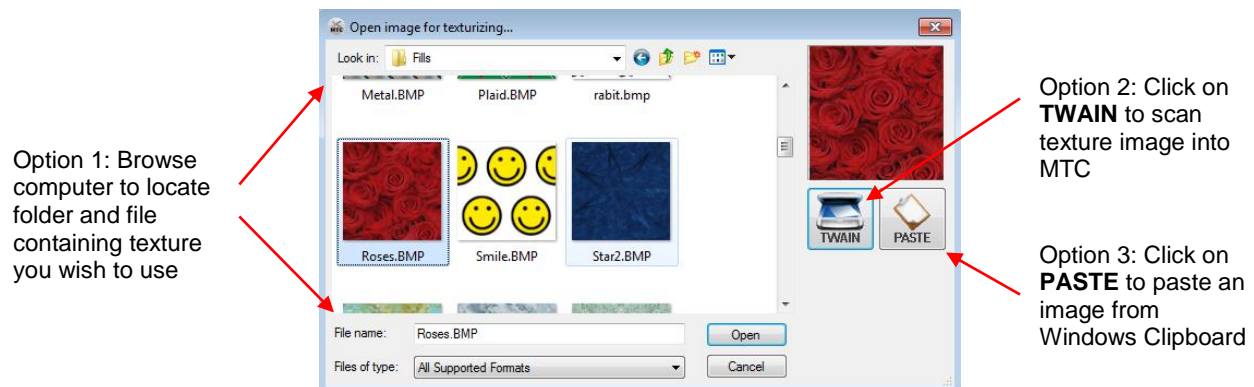 Open image for texturizing...
Look in: Fills
Metal.BMP Plaid.BMP rabit.bmp
Roses.BMP Smile.BMP Star2.BMP
TWAIN PASTE
File name: Roses.BMP Open
Files of type: All Supported Formats Cancel
Option 1: Browse
computer to locate
folder and file
containing texture
you wish to use
Option 2: Click on
TWAIN to scan
texture image into
MTC
Option 3: Click on
PASTE to paste an
image from
Windows Clipboard